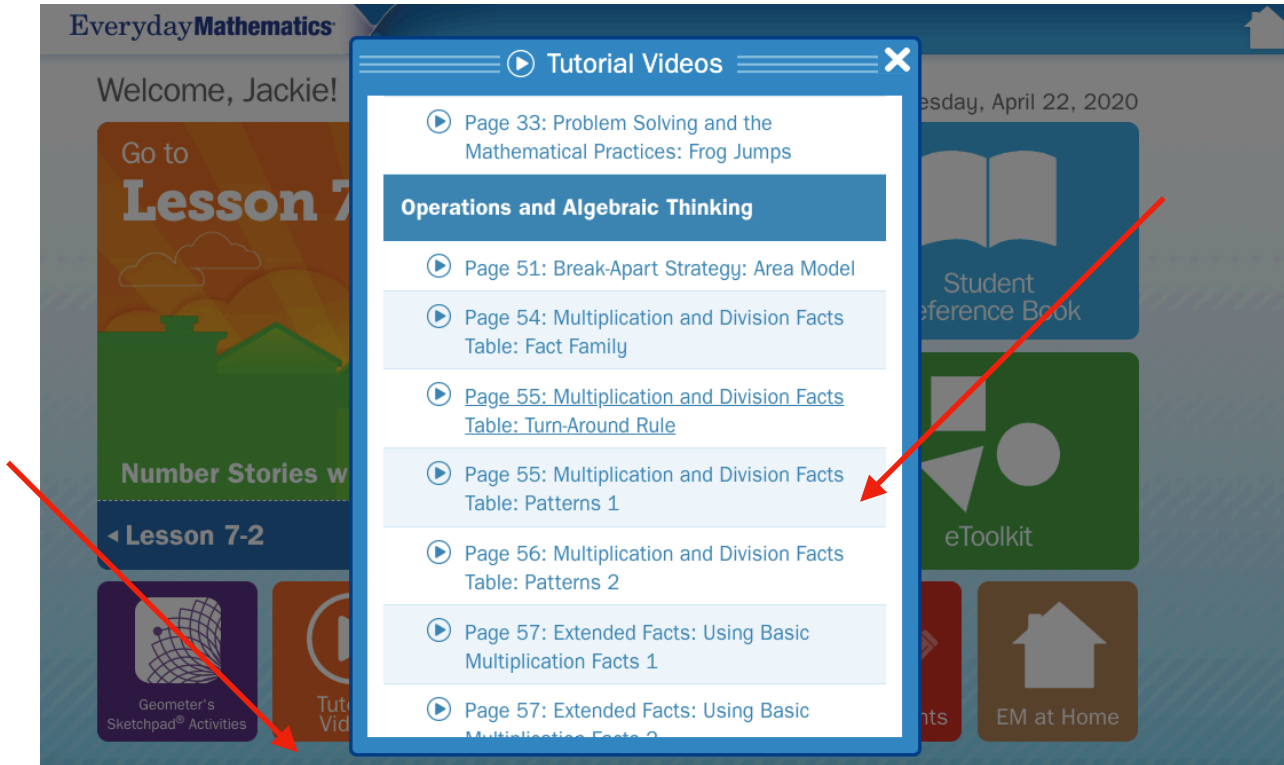 EverydayMathematics
Tutorial Videos
Welcome, Jackie!
esday, April 22, 2020
Go to
Lesson 7
Number Stories w
Lesson 7-2
Geometer's
Sketchpad® Activities
Tuto
Vid
Page 33: Problem Solving and the
Mathematical Practices: Frog Jumps
Operations and Algebraic Thinking
Page 51: Break-Apart Strategy: Area Model
Page 54: Multiplication and Division Facts
Table: Fact Family
Page 55: Multiplication and Division Facts
Table: Turn-Around Rule
Page 55: Multiplication and Division Facts
Table: Patterns 1
Page 56: Multiplication and Division Facts
Table: Patterns 2
Page 57: Extended Facts: Using Basic
Multiplication Facts 1
Page 57: Extended Facts: Using Basic
Multiplication Facts 2
Student
eference Book
eToolkit
nts
EM at Home